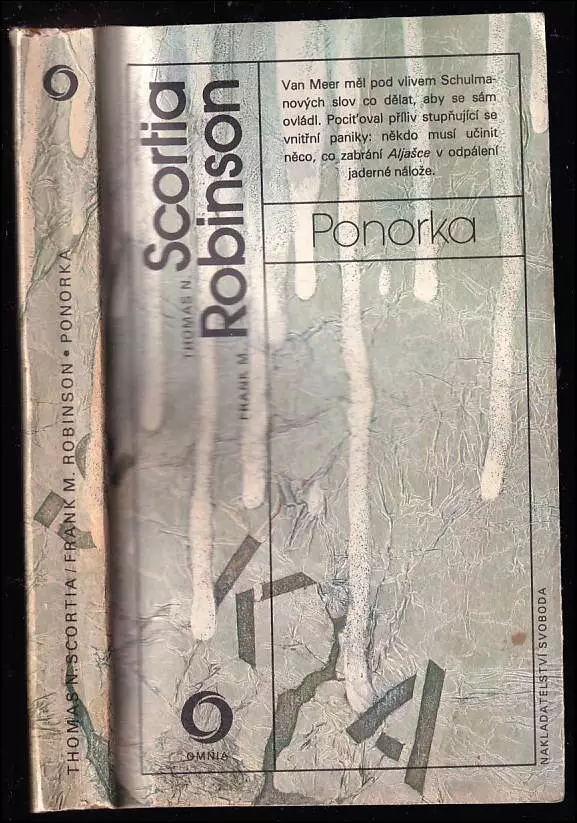 THOMAS N. SCORTIA / FRANK M. ROBINSON • PONORKA
THOMAS N. Scortia
FRANK M. Robinson
Van Meer měl pod vlivem Schulma-
nových slov co dělat, aby se sám
ovládl. Pociťoval příliv stupňující se
vnitřní paniky: někdo musí učinit
něco, co zabrání Aljašce v odpálení
jaderné nálože.
Ponorka
OMNIA
NAKLADATELSTVÍ SVOBODA